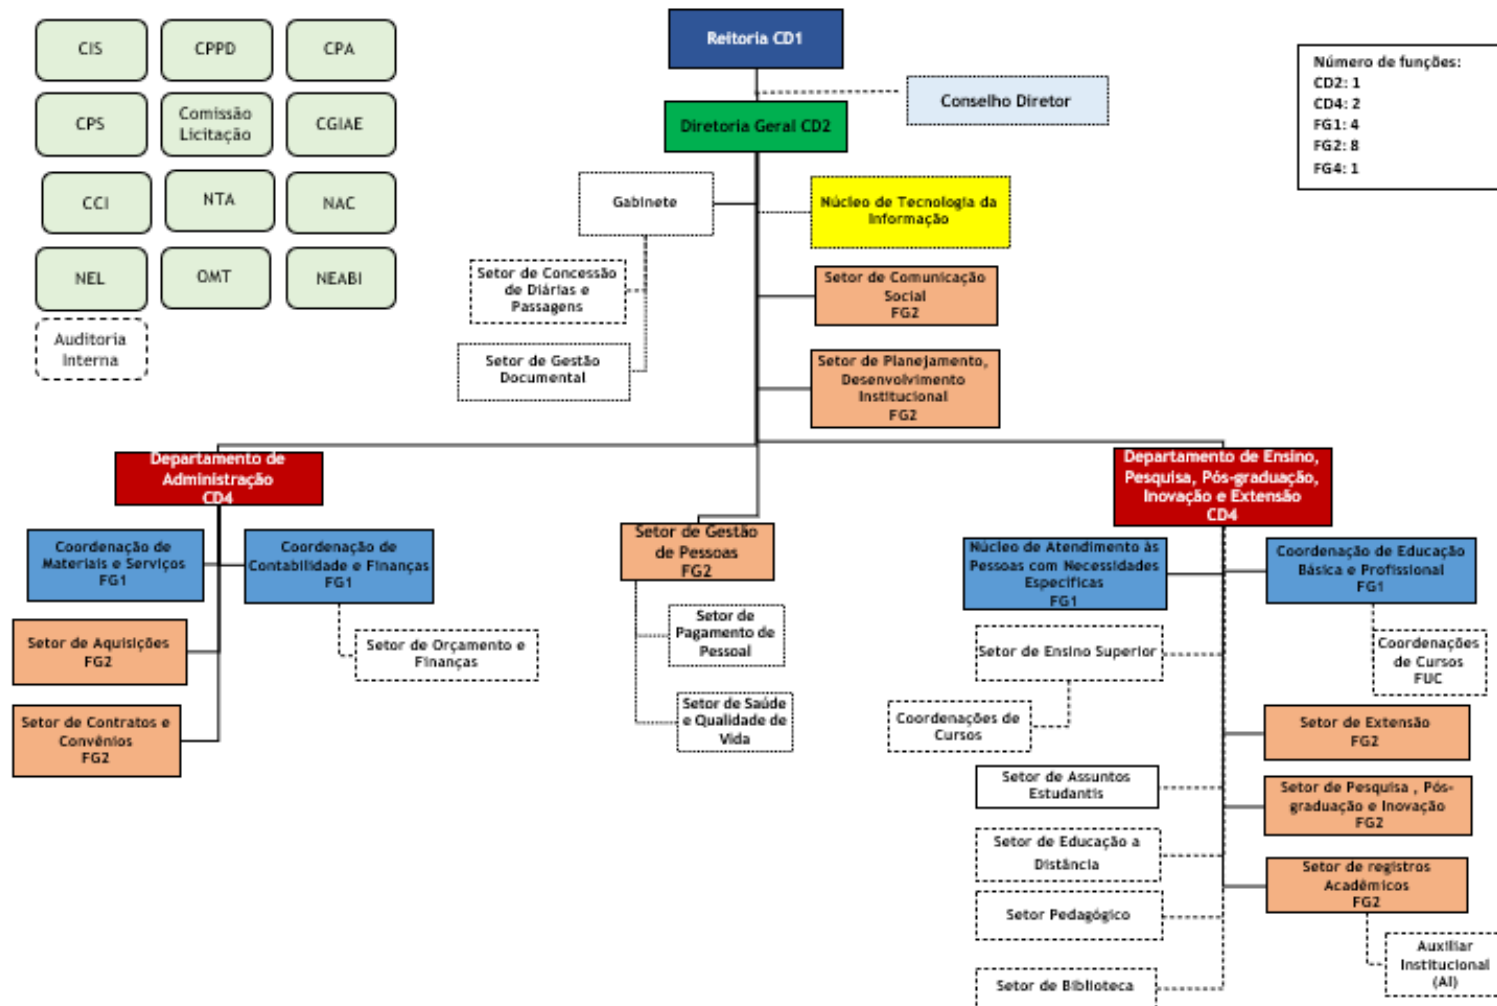 CIS
CPPD
CPA
CPS
Comissão
Licitação
CGIAE
CCI
NTA
NAC
NEL
OMT
NEABI
Auditoria
Interna
Reitoria CD1
Conselho Diretor
Diretoria Geral CD2
Número de funções:
CD2: 1
CD4: 2
FG1: 4
FG2: 8
FG4: 1
Gabinete
Núcleo de Tecnologia da
Informação
Setor de Concessão
de Diárias e
Passagens
Setor de Comunicação
Social
FG2
Setor de Gestão
Documental
Setor de Planejamento,
Desenvolvimento
Institucional
FG2
Departamento de
Administração
CD4
Coordenação de
Materiais e Serviços
FG1
Coordenação de
Contabilidade e Finanças
FG1
Setor de Aquisições
FG2
Setor de Orçamento e
Finanças
Setor de Contratos e
Convênios
FG2
Setor de Gestão
de Pessoas
FG2
Setor de
Pagamento de
Pessoal
Setor de Saúde
e Qualidade de
Vida
Departamento de Ensino,
Pesquisa, Pós-graduação,
Inovação e Extensão
CD4
Núcleo de Atendimento às
Pessoas com Necessidades
Específicas
FG1
Coordenação de Educação
Básica e Profissional
FG1
Setor de Ensino Superior
Coordenações
de Cursos
FUC
Coordenações de
Cursos
Setor de Extensão
FG2
Setor de Assuntos
Estudantis
Setor de Pesquisa , Pós-
graduação e Inovação
FG2
Setor de Educação a
Distância
Setor de registros
Acadêmicos
FG2
Setor Pedagógico
Auxiliar
Institucional
(AI)
Setor de Biblioteca